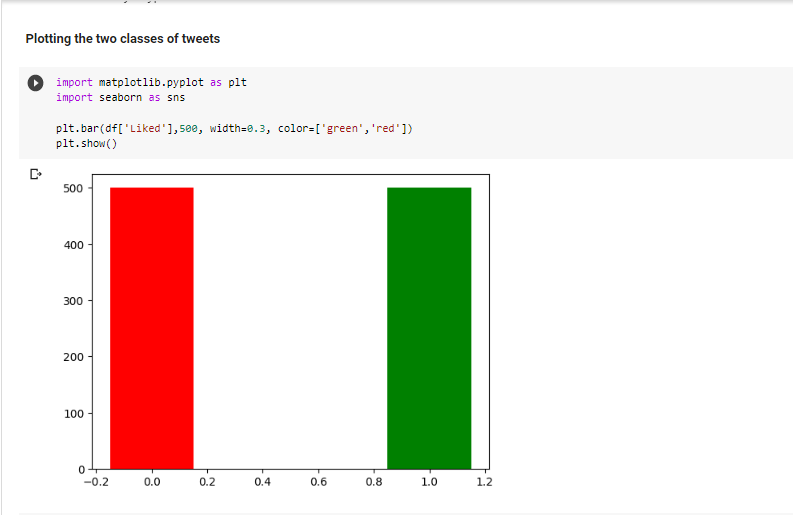 Plotting the two classes of tweets
import matplotlib.pyplot as plt
import seaborn as sns
plt.bar(df['Liked'],500, width=0.3, color=['green','red'])
plt.show()
500
400
300
200
100
0
−0.2 0.0 0.2 0.4 0.6 0.8 1.0 1.2